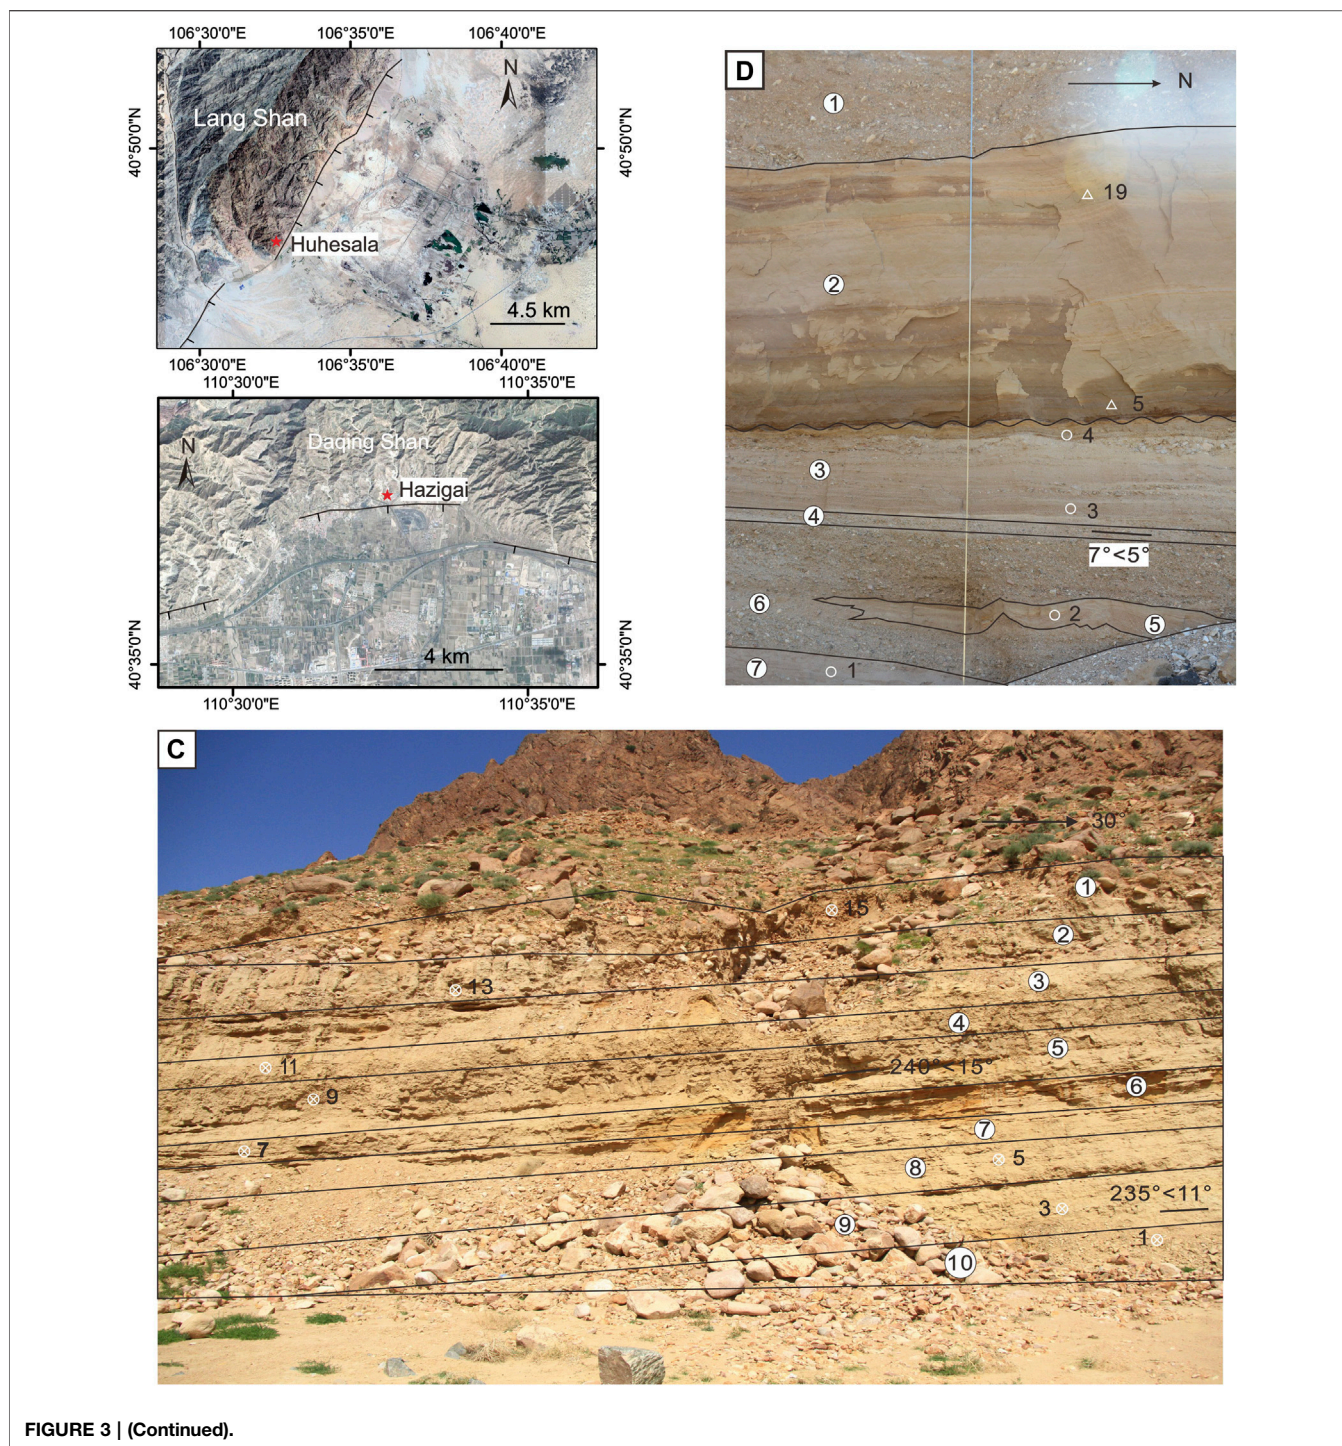 106°30'0"E 106°35'0"E 106°40'0"E
N
Lang Shan
40°50'0"N
40°50'0"N
Huhesala
4.5 km
106°30'0"E 106°35'0"E 106°40'0"E
110°30'0"E 110°35'0"E
N
Daqing Shan
Hazigai
4 km
40°35'0"N
40°35'0"N
110°30'0"E 110°35'0"E
D
N
1
19
2
5
4
3
3
4
7°<5°
6
2
5
7
1
C
30°
1
15
2
3
13
4
5
11
240°<15°
6
9
7
7
5
8
235°<11°
3
9
1
10
FIGURE 3 | (Continued).